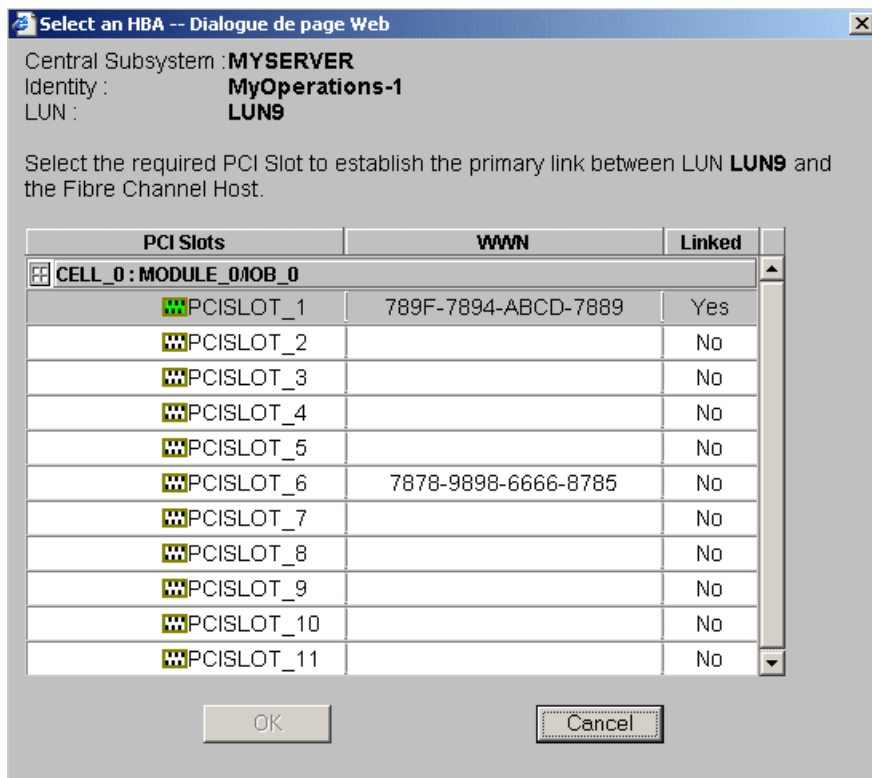 Select an HBA -- Dialogue de page Web
Central Subsystem : MYSERVER
Identity : MyOperations-1
LUN : LUN9
Select the required PCI Slot to establish the primary link between LUN LUN9 and
the Fibre Channel Host.
PCI Slots WWN Linked
CELL_0 : MODULE_0/IOB_0
PCISLOT_1 789F-7894-ABCD-7889 Yes
PCISLOT_2 No
PCISLOT_3 No
PCISLOT_4 No
PCISLOT_5 No
PCISLOT_6 7878-9898-6666-8785 No
PCISLOT_7 No
PCISLOT_8 No
PCISLOT_9 No
PCISLOT_10 No
PCISLOT_11 No
OK Cancel